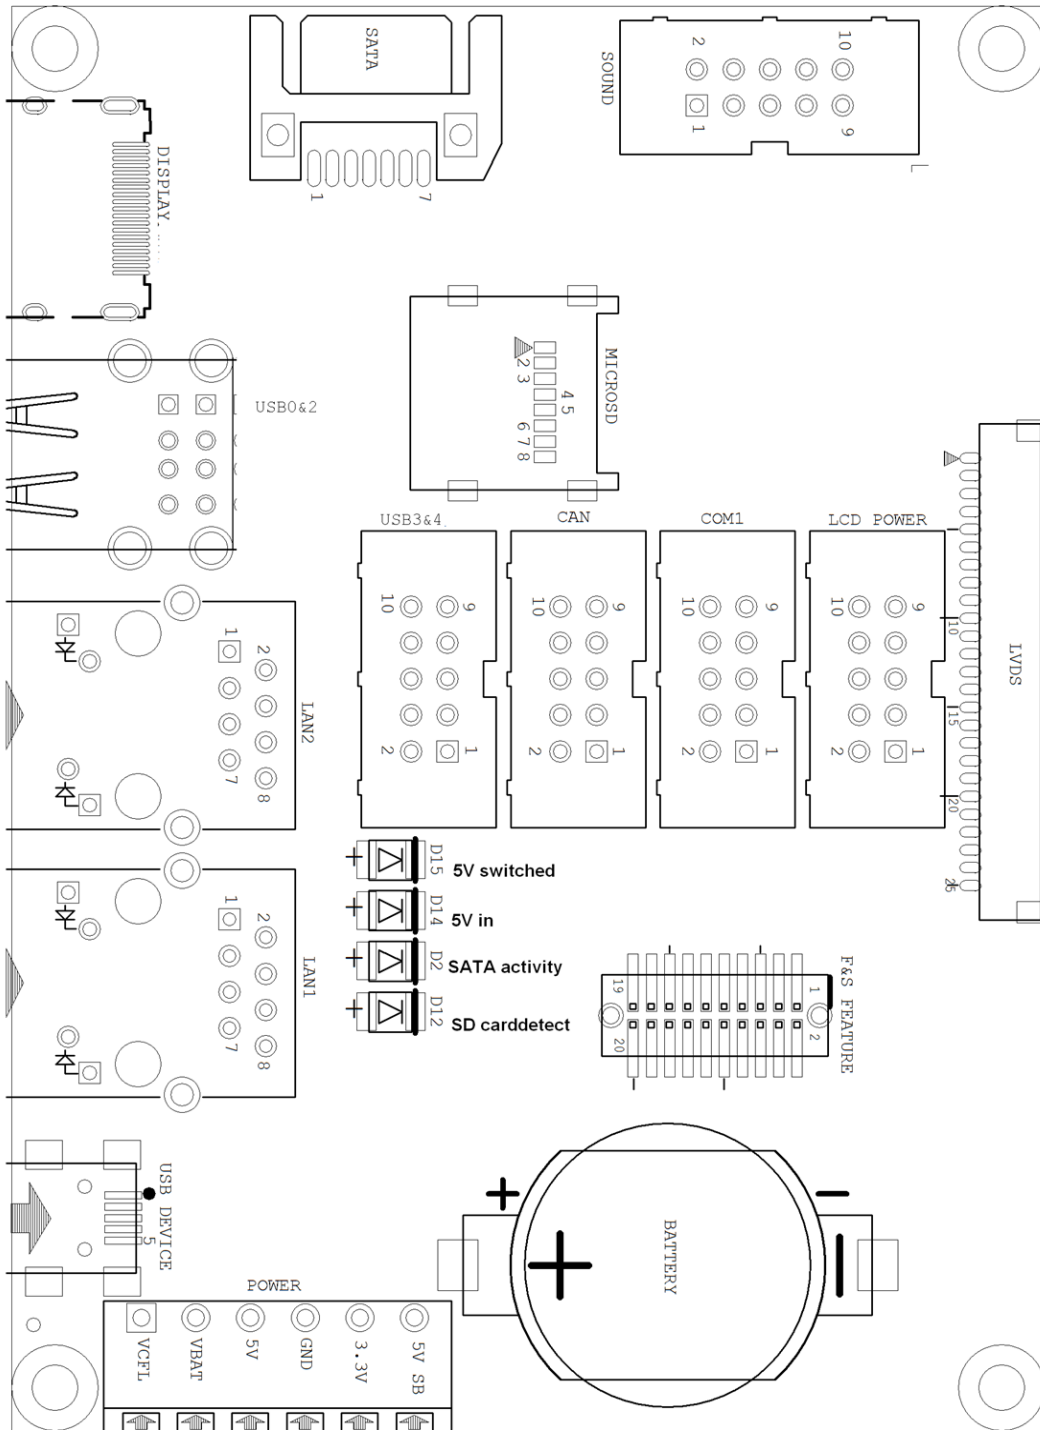 SATA
1 7
SOUND
2 10
1 9
DISPLAY
MICROSD
2 3
4 5
6 7 8
USB0&2
USB3&4
10 9
2 1
CAN
10 9
2 1
COM1
10 9
2 1
LCD POWER
10 9
2 1
LVDS
10
15
20
25
LAN2
1 2
7 8
LAN1
1 2
7 8
D15 5V switched
D14 5V in
D2 SATA activity
D12 SD carddetect
F&S FEATURE
19 1
20 2
USB DEVICE
5
BATTERY
+ −
POWER
VCFL
VBAT
5V
GND
3.3V
5V SB